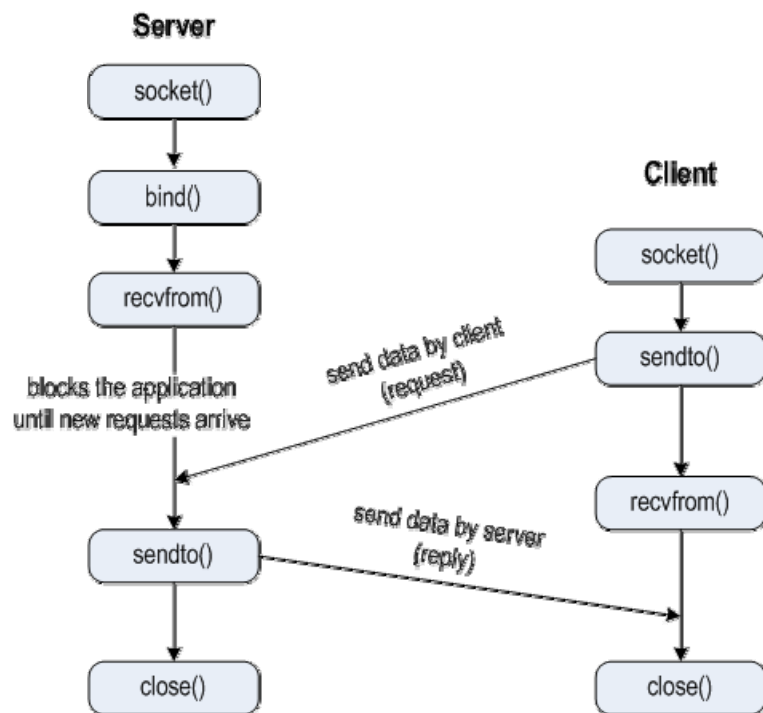 Server
socket()
bind()
recvfrom()
blocks the application
until new requests arrive
sendto()
close()
Client
socket()
sendto()
recvfrom()
close()
send data by client
(request)
send data by server
(reply)